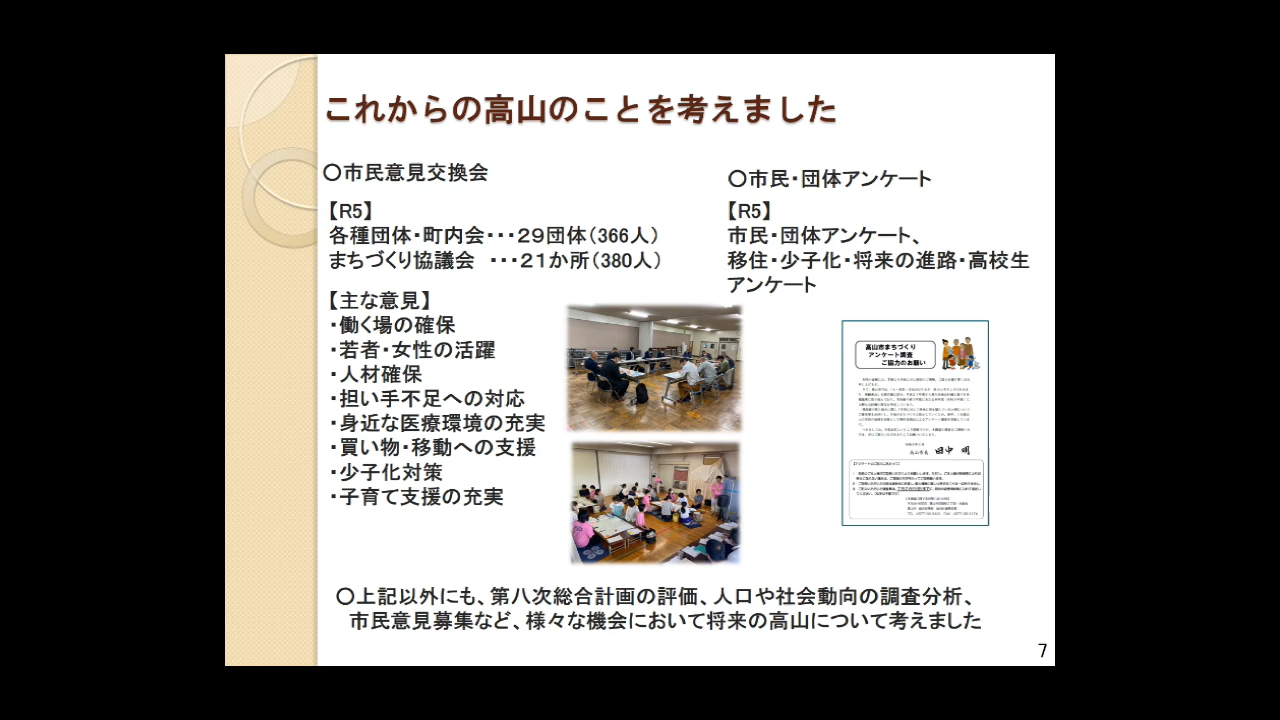 これからの高山のことを考えました
○市民意見交換会
【R5】
各種団体・町内会・・・２９団体（366人）
まちづくり協議会　・・・２１か所（380人）
【主な意見】
・働く場の確保
・若者・女性の活躍
・人材確保
・担い手不足への対応
・身近な医療環境の充実
・買い物・移動への支援
・少子化対策
・子育て支援の充実
○市民・団体アンケート
【R5】
市民・団体アンケート、
移住・少子化・将来の進路・高校生
アンケート
高山市まちづくり
アンケート調査
ご協力のお願い
高山市長　田中　明
○上記以外にも、第八次総合計画の評価、人口や社会動向の調査分析、
市民意見募集など、様々な機会において将来の高山について考えました
7